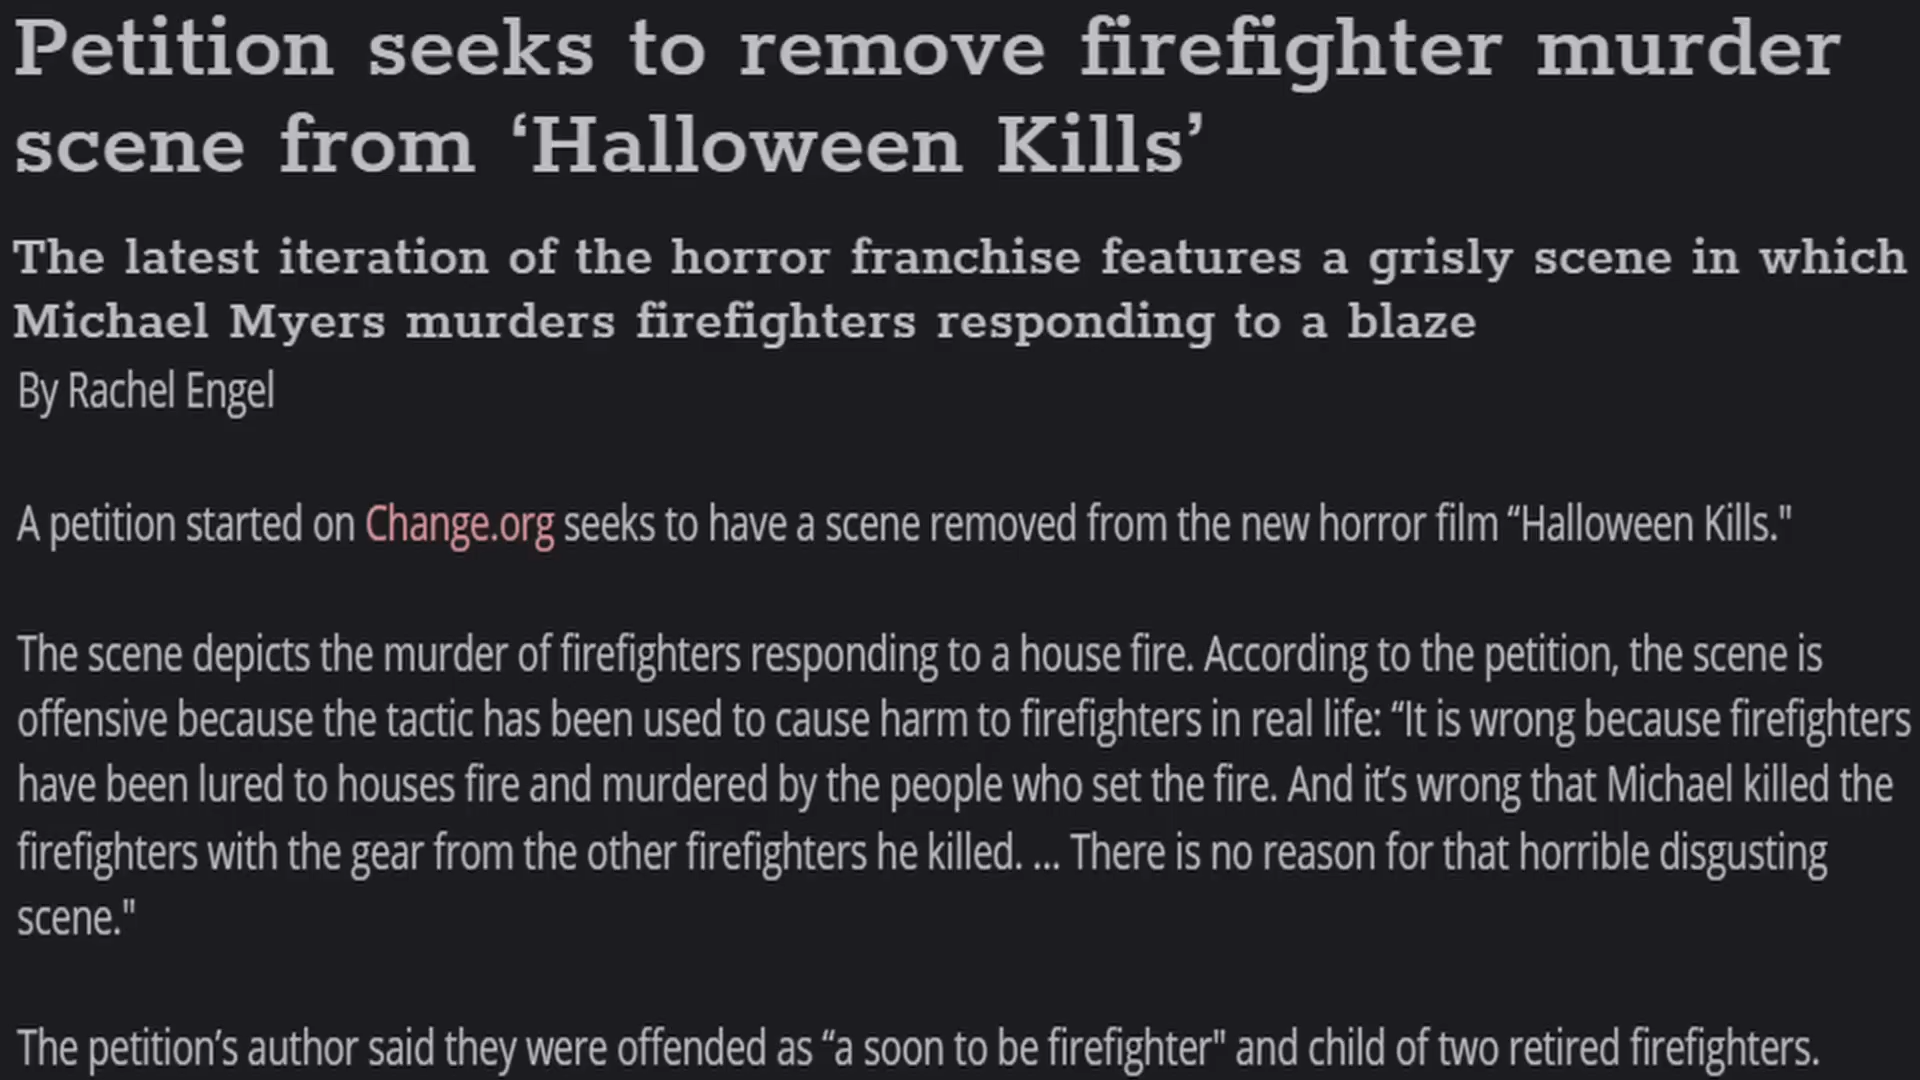 Petition seeks to remove firefighter murder
scene from ‘Halloween Kills’
The latest iteration of the horror franchise features a grisly scene in which
Michael Myers murders firefighters responding to a blaze
By Rachel Engel
A petition started on Change.org seeks to have a scene removed from the new horror film “Halloween Kills."
The scene depicts the murder of firefighters responding to a house fire. According to the petition, the scene is
offensive because the tactic has been used to cause harm to firefighters in real life: “It is wrong because firefighters
have been lured to houses fire and murdered by the people who set the fire. And it’s wrong that Michael killed the
firefighters with the gear from the other firefighters he killed. ... There is no reason for that horrible disgusting
scene."
The petition’s author said they were offended as “a soon to be firefighter" and child of two retired firefighters.